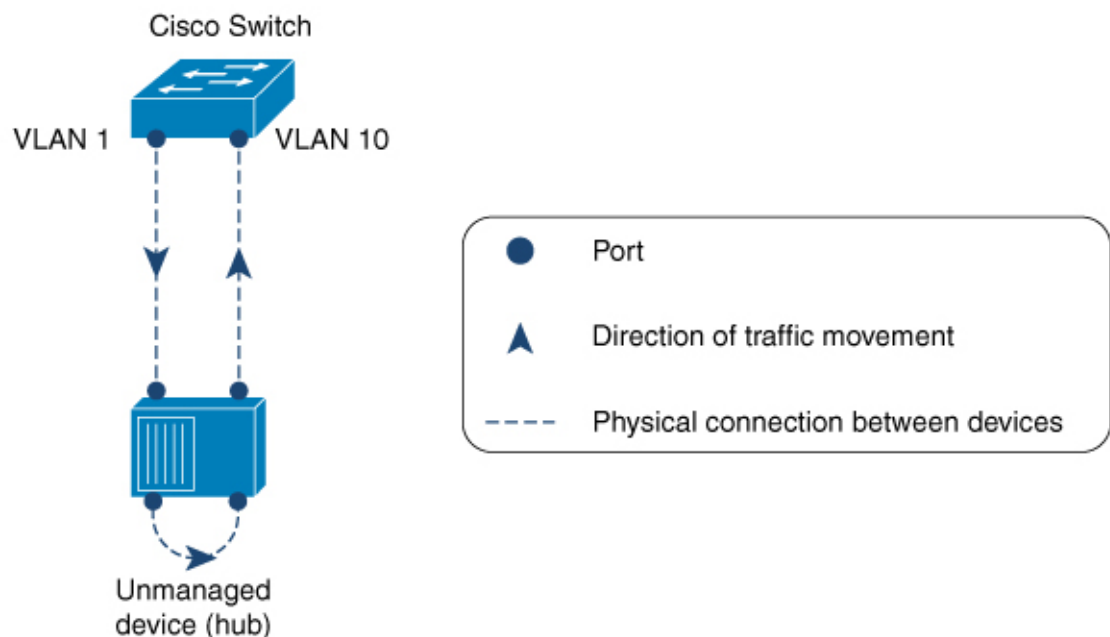 Cisco Switch
VLAN 1
VLAN 10
Port
Direction of traffic movement
Physical connection between devices
Unmanaged
device (hub)